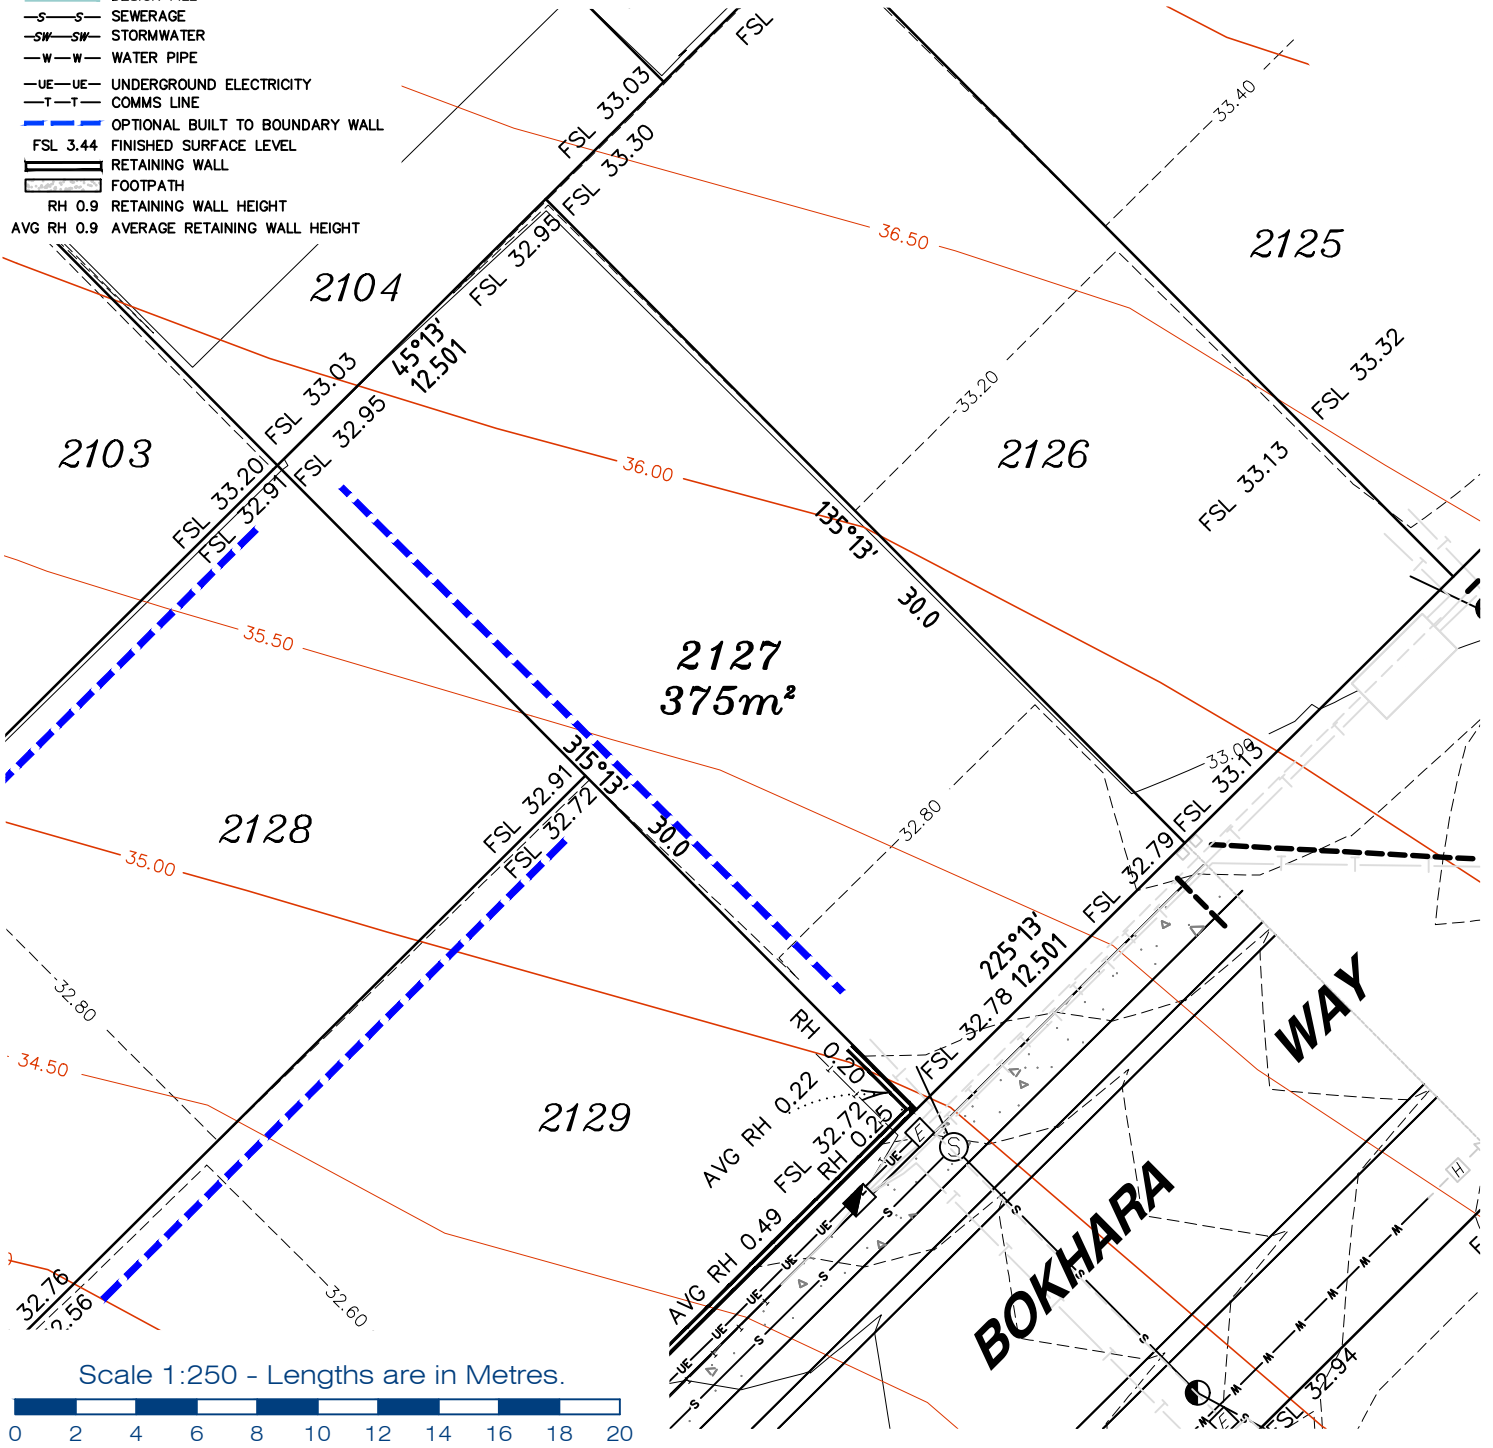 SEWERAGE
STORMWATER
WATER PIPE
UNDERGROUND ELECTRICITY
COMMS LINE
OPTIONAL BUILT TO BOUNDARY WALL
FSL 3.44 FINISHED SURFACE LEVEL
RETAINING WALL
FOOTPATH
RH 0.9 RETAINING WALL HEIGHT
AVG RH 0.9 AVERAGE RETAINING WALL HEIGHT
FSL
FSL 33.03
FSL 33.30
FSL 32.95
33.40
36.50
2125
2104
45°13'
12.501
FSL 33.03
FSL 32.95
FSL 33.32
33.20
2103
2126
36.00
FSL 33.13
FSL 33.20
FSL 32.91
135°13'
30.0
35.50
2127
375m²
315°13'
30.0
33.00
FSL 33.13
FSL 32.91
FSL 32.72
2128
32.80
35.00
FSL 32.79
225°13'
12.501
32.80
FSL 32.78
WAY
RH 0.20
AVG RH 0.22
34.50
2129
FSL 32.72
RH 0.25
E
S
UE
H
BOKHARA
AVG RH 0.49
32.76
32.60
FSL 32.94
Scale 1:250 - Lengths are in Metres.
0 2 4 6 8 10 12 14 16 18 20